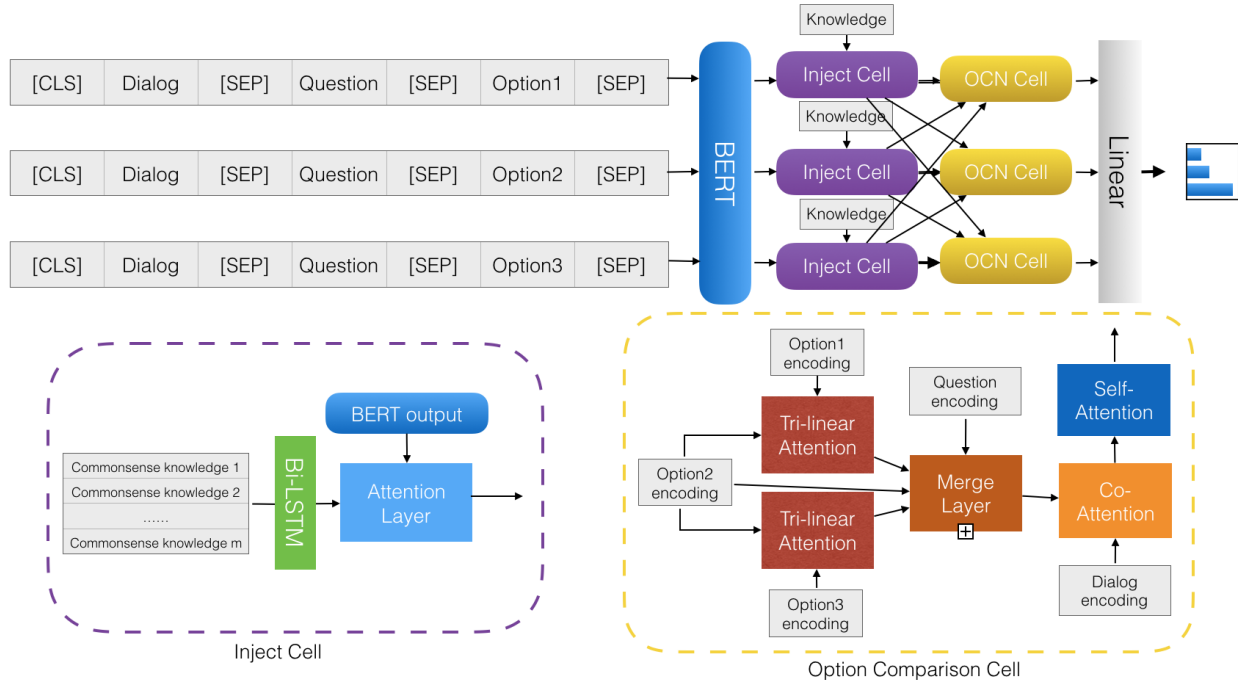 Knowledge
[CLS] Dialog [SEP] Question [SEP] Option1 [SEP]
Inject Cell
OCN Cell
Knowledge
[CLS] Dialog [SEP] Question [SEP] Option2 [SEP]
BERT
Inject Cell
OCN Cell
Linear
Knowledge
[CLS] Dialog [SEP] Question [SEP] Option3 [SEP]
Inject Cell
OCN Cell
BERT output
Commonsense knowledge 1
Commonsense knowledge 2
......
Commonsense knowledge m
Bi-LSTM
Attention
Layer
Inject Cell
Option1
encoding
Tri-linear
Attention
Option2
encoding
Tri-linear
Attention
Option3
encoding
Question
encoding
Merge
Layer
+
Self-
Attention
Co-
Attention
Dialog
encoding
Option Comparison Cell